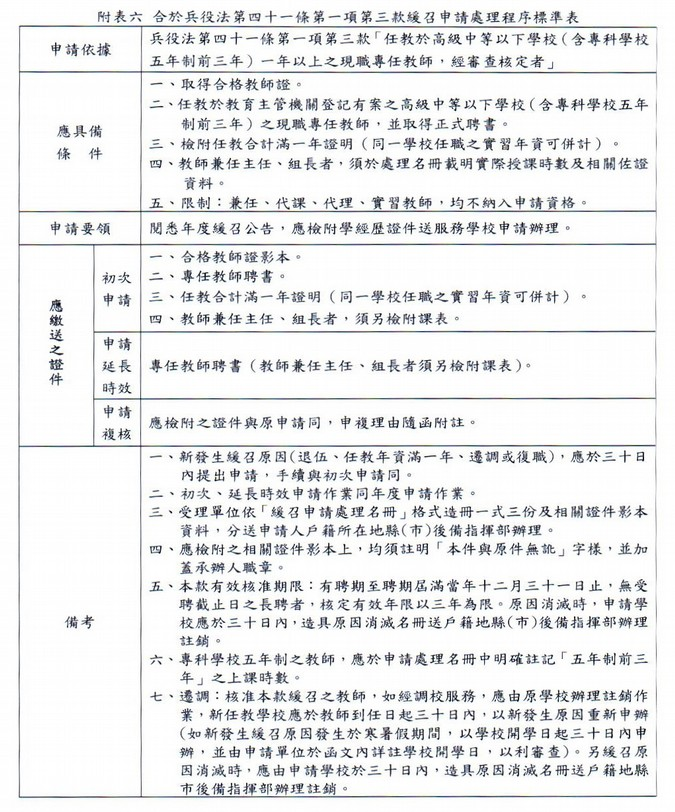 附表六 合於兵役法第四十一條第一項第三款緩召申請處理程序標準表
申請依據
兵役法第四十一條第一項第三款「任教於高級中等以下學校(含專科學校
五年制前三年)一年以上之現職專任教師，經審查核定者」
應具備
條 件
一、取得合格教師證。
二、任教於教育主管機關登記有案之高級中等以下學校(含專科學校五年
制前三年)之現職專任教師，並取得正式聘書。
三、檢附任教合計滿一年證明(同一學校任職之實習年資可併計)。
四、教師兼任主任、組長者，須於處理名冊載明實際授課時數及相關佐證
資料。
五、限制：兼任、代課、代理、實習教師，均不納入申請資格。
申請要領
閱悉年度緩召公告，應檢附學經歷證件送服務學校申請辦理。
應繳送之證件
初次
申請
一、合格教師證影本。
二、專任教師聘書。
三、任教合計滿一年證明(同一學校任職之實習年資可併計)。
四、教師兼任主任、組長者，須另檢附課表。
申請
延長
時效
專任教師聘書(教師兼任主任、組長者須另檢附課表)。
申請
複核
應檢附之證件與原申請同，申複理由隨函附註。
備考
一、新發生緩召原因(退伍、任教年資滿一年、遷調或復職)，應於三十日
內提出申請，手續與初次申請同。
二、初次、延長時效申請作業同年度申請作業。
三、受理單位依「緩召申請處理名冊」格式造冊一式三份及相關證件影本
資料，分送申請人戶籍所在地縣(市)後備指揮部辦理。
四、應檢附之相關證件影本上，均須註明「本件與原件無訛」字樣，並加
蓋承辦人職章。
五、本款有效核准期限：有聘期至聘期屆滿當年十二月三十一日止，無受
聘截止日之長聘者，核定有效年限以三年為限。原因消滅時，申請學
校應於三十日內，造具原因消滅名冊送戶籍地縣(市)後備指揮部辦理
註銷。
六、專科學校五年制之教師，應於申請處理名冊中明確註記「五年制前三
年」之上課時數。
七、遷調：核准本款緩召之教師，如經調校服務，應由原學校辦理註銷作
業，新任教學校應於教師到任日起三十日內，以新發生原因重新申辦
(如新發生緩召原因發生於寒暑假期間，以學校開學日起三十日內申
辦，並由申請單位於函文內詳註學校開學日，以利審查)。另緩召原
因消滅時，應由申請學校於三十日內，造具原因消滅名冊送戶籍地縣
市後備指揮部辦理註銷。